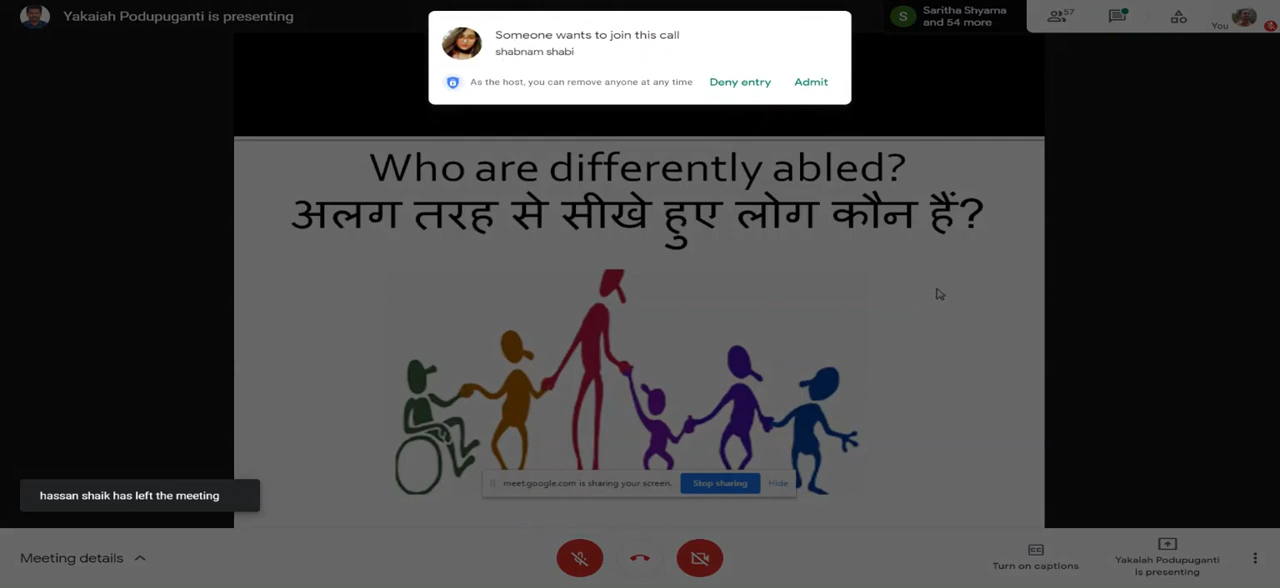 Yakaiah Podupuganti is presenting
Someone wants to join this call
shabnam shabi
As the host, you can remove anyone at any time
Deny entry
Admit
S
Saritha Shyama
and 54 more
57
You
Who are differently abled?
अलग तरह से सीखे हुए लोग कौन हैं?
meet.google.com is sharing your screen.
Stop sharing
Hide
hassan shaik has left the meeting
Meeting details
CC
Turn on captions
Yakaiah Podupuganti
is presenting